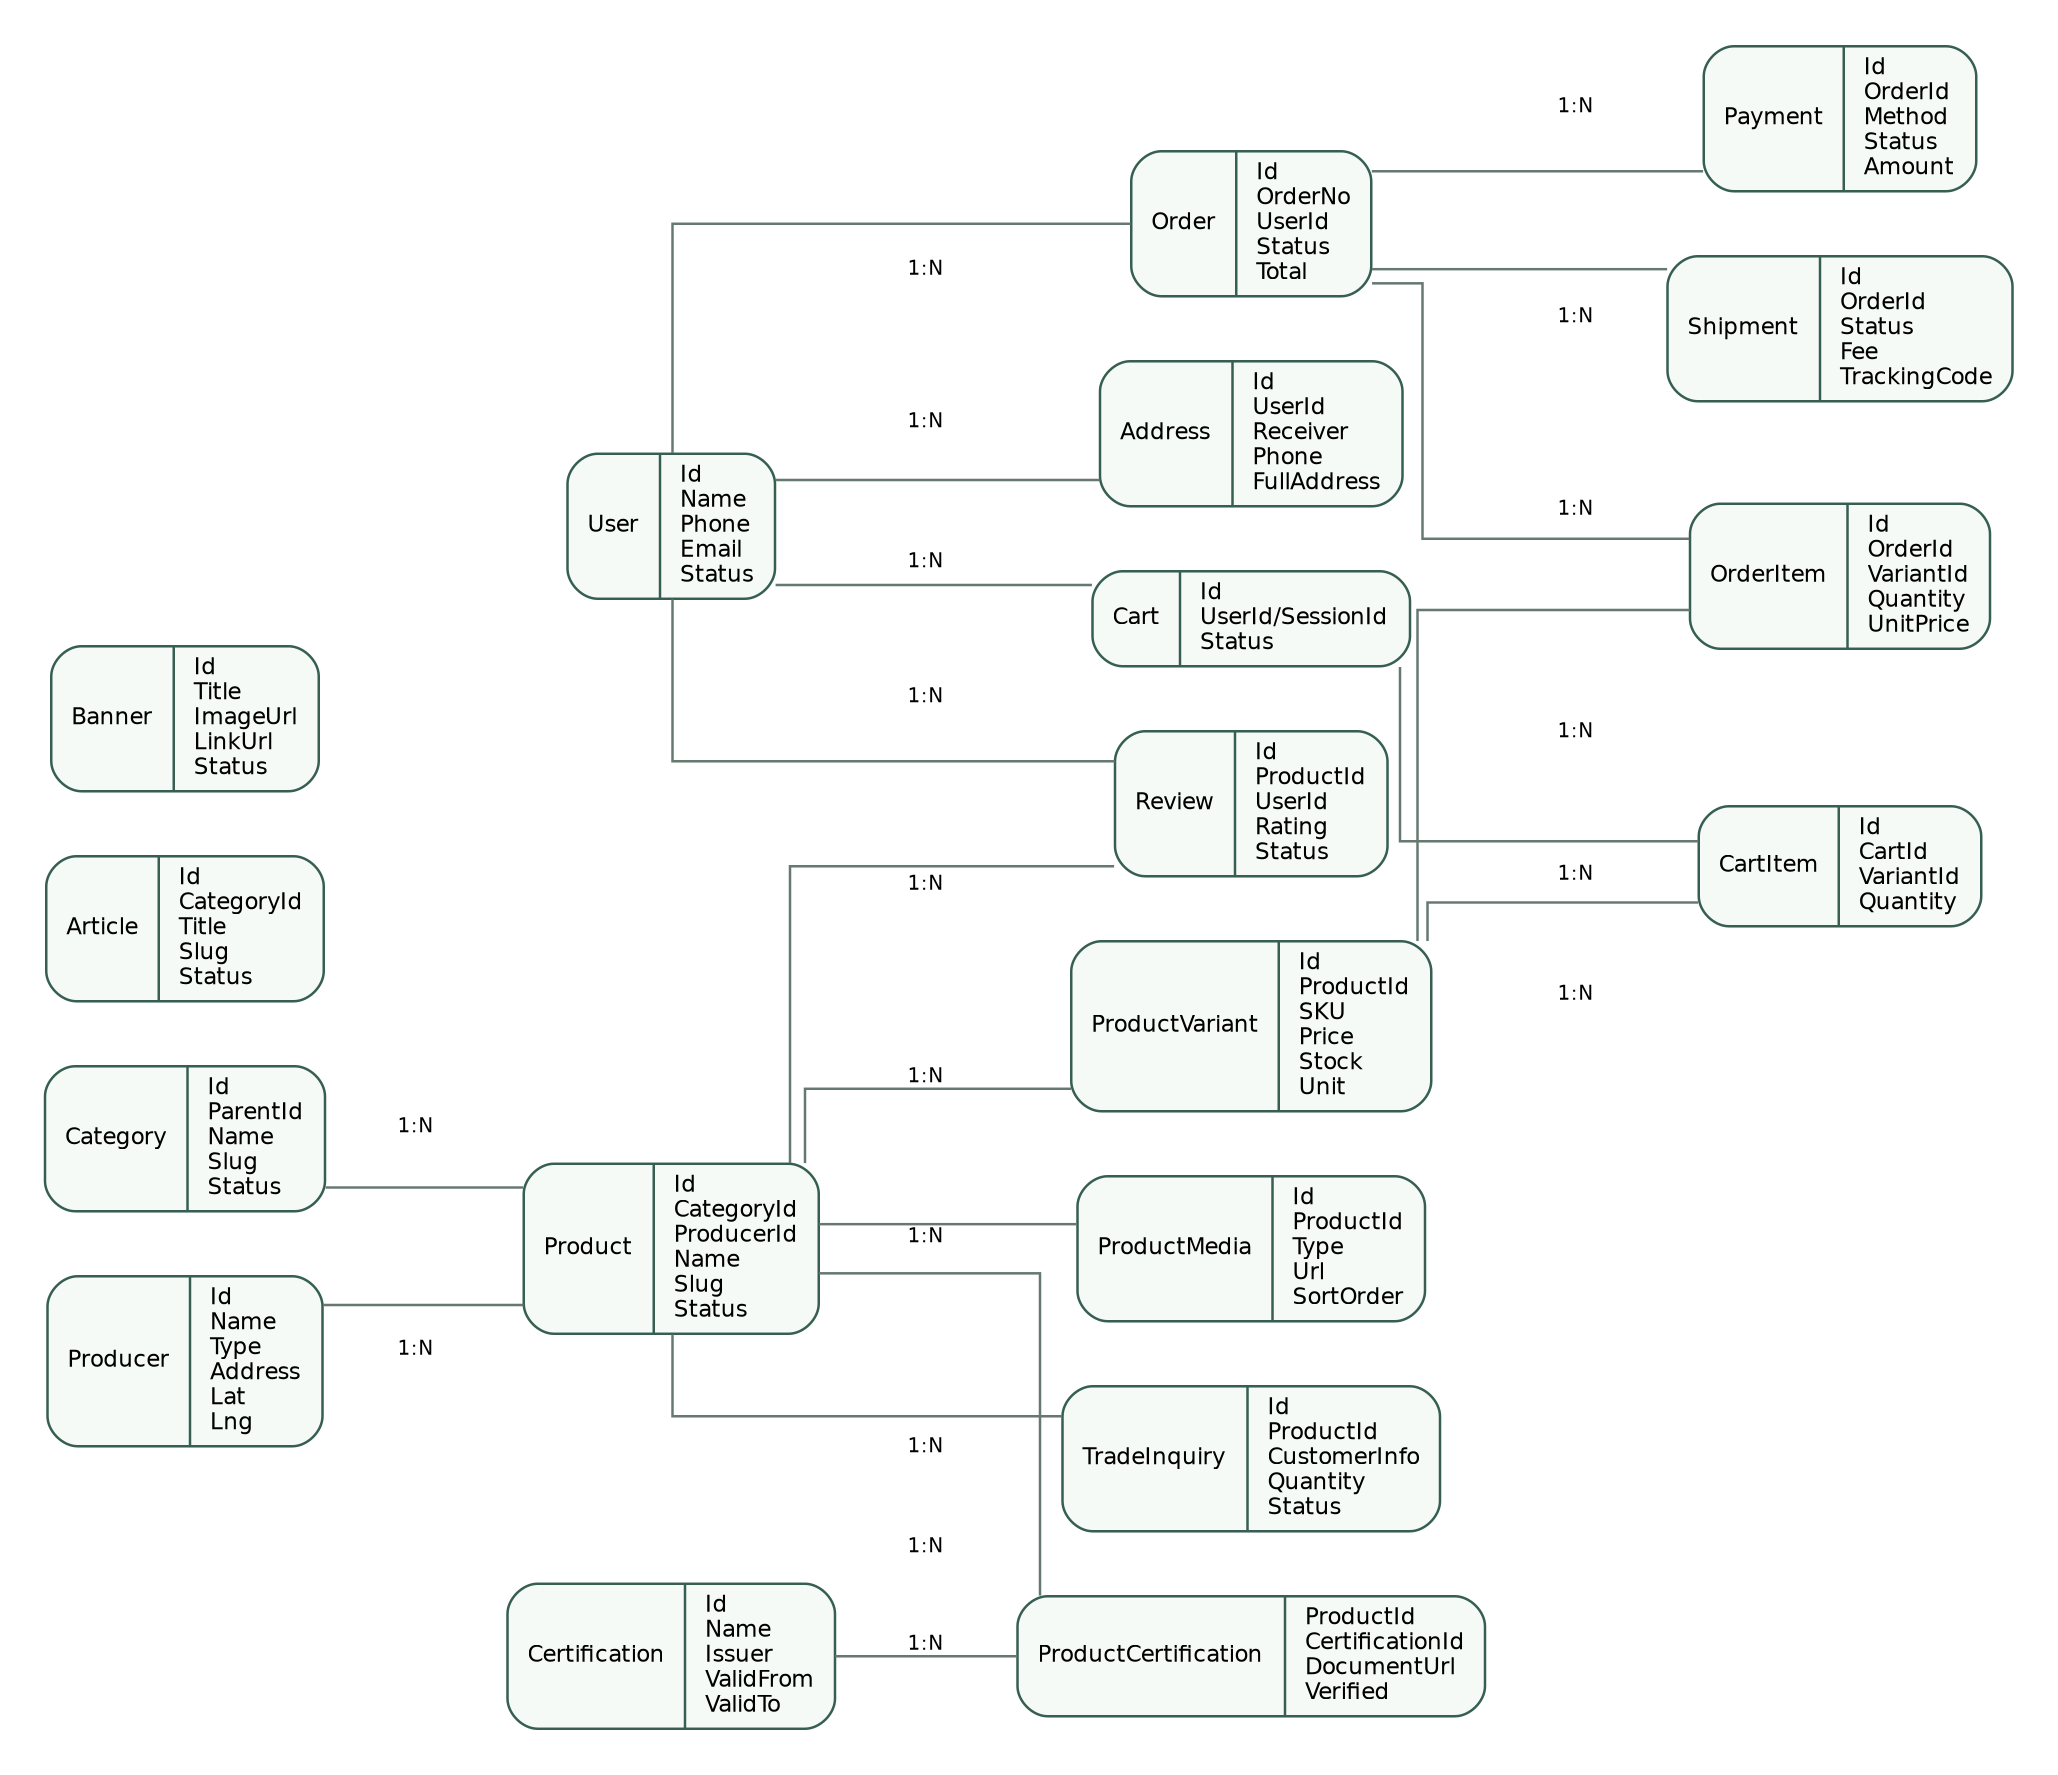 Payment
Id
OrderId
Method
Status
Amount
1:N
Order
Id
OrderNo
UserId
Status
Total
1:N
Shipment
Id
OrderId
Status
Fee
TrackingCode
1:N
Address
Id
UserId
Receiver
Phone
FullAddress
1:N
User
Id
Name
Phone
Email
Status
1:N
OrderItem
Id
OrderId
VariantId
Quantity
UnitPrice
1:N
Cart
Id
UserId/SessionId
Status
1:N
Banner
Id
Title
ImageUrl
LinkUrl
Status
1:N
Review
Id
ProductId
UserId
Rating
Status
1:N
CartItem
Id
CartId
VariantId
Quantity
1:N
1:N
Article
Id
CategoryId
Title
Slug
Status
ProductVariant
Id
ProductId
SKU
Price
Stock
Unit
1:N
1:N
Category
Id
ParentId
Name
Slug
Status
1:N
Product
Id
CategoryId
ProducerId
Name
Slug
Status
1:N
ProductMedia
Id
ProductId
Type
Url
SortOrder
Producer
Id
Name
Type
Address
Lat
Lng
1:N
1:N
TradeInquiry
Id
ProductId
CustomerInfo
Quantity
Status
1:N
Certification
Id
Name
Issuer
ValidFrom
ValidTo
1:N
ProductCertification
ProductId
CertificationId
DocumentUrl
Verified